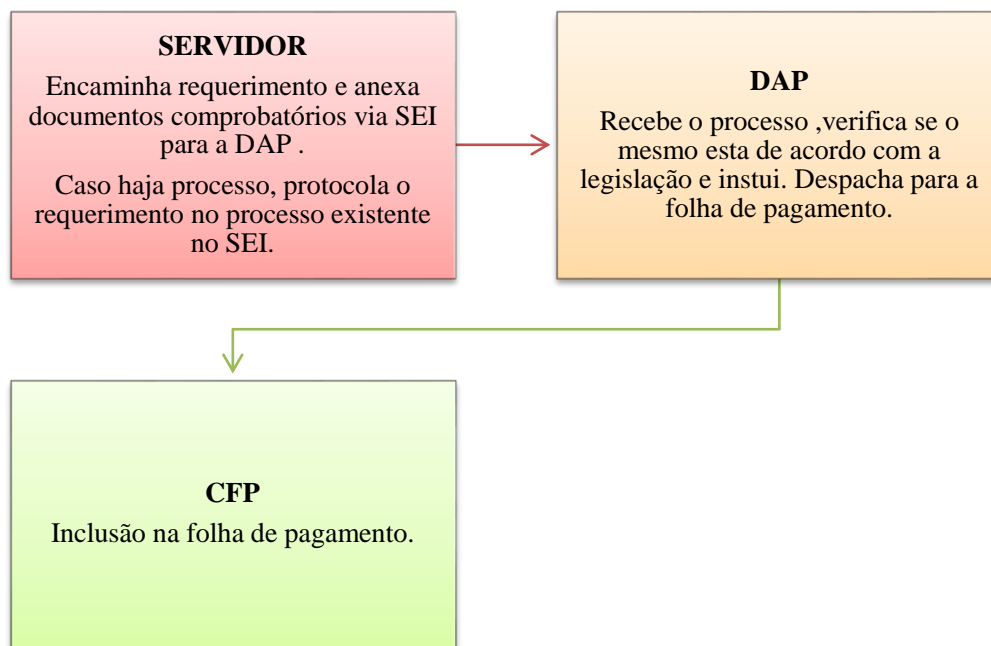 SERVIDOR
Encaminha requerimento e anexa
documentos comprobatórios via SEI
para a DAP .
Caso haja processo, protocola o
requerimento no processo existente
no SEI.
DAP
Recebe o processo ,verifica se o
mesmo esta de acordo com a
legislação e instui. Despacha para a
folha de pagamento.
CFP
Inclusão na folha de pagamento.